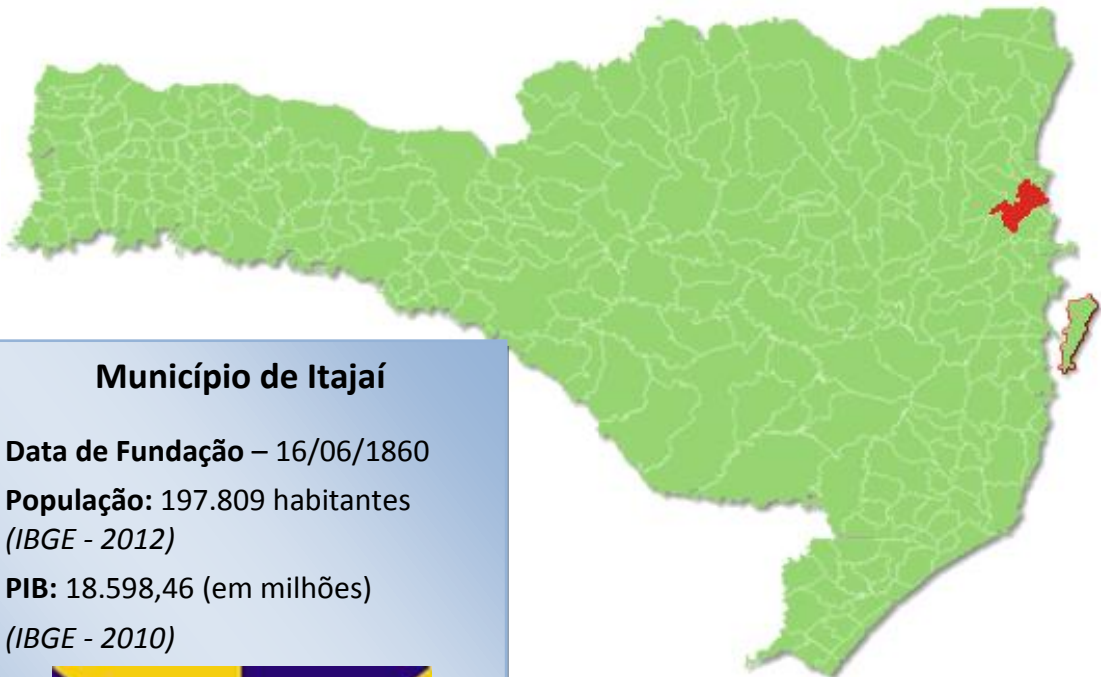 Município de Itajaí
Data de Fundação – 16/06/1860
População: 197.809 habitantes
(IBGE - 2012)
PIB: 18.598,46 (em milhões)
(IBGE - 2010)